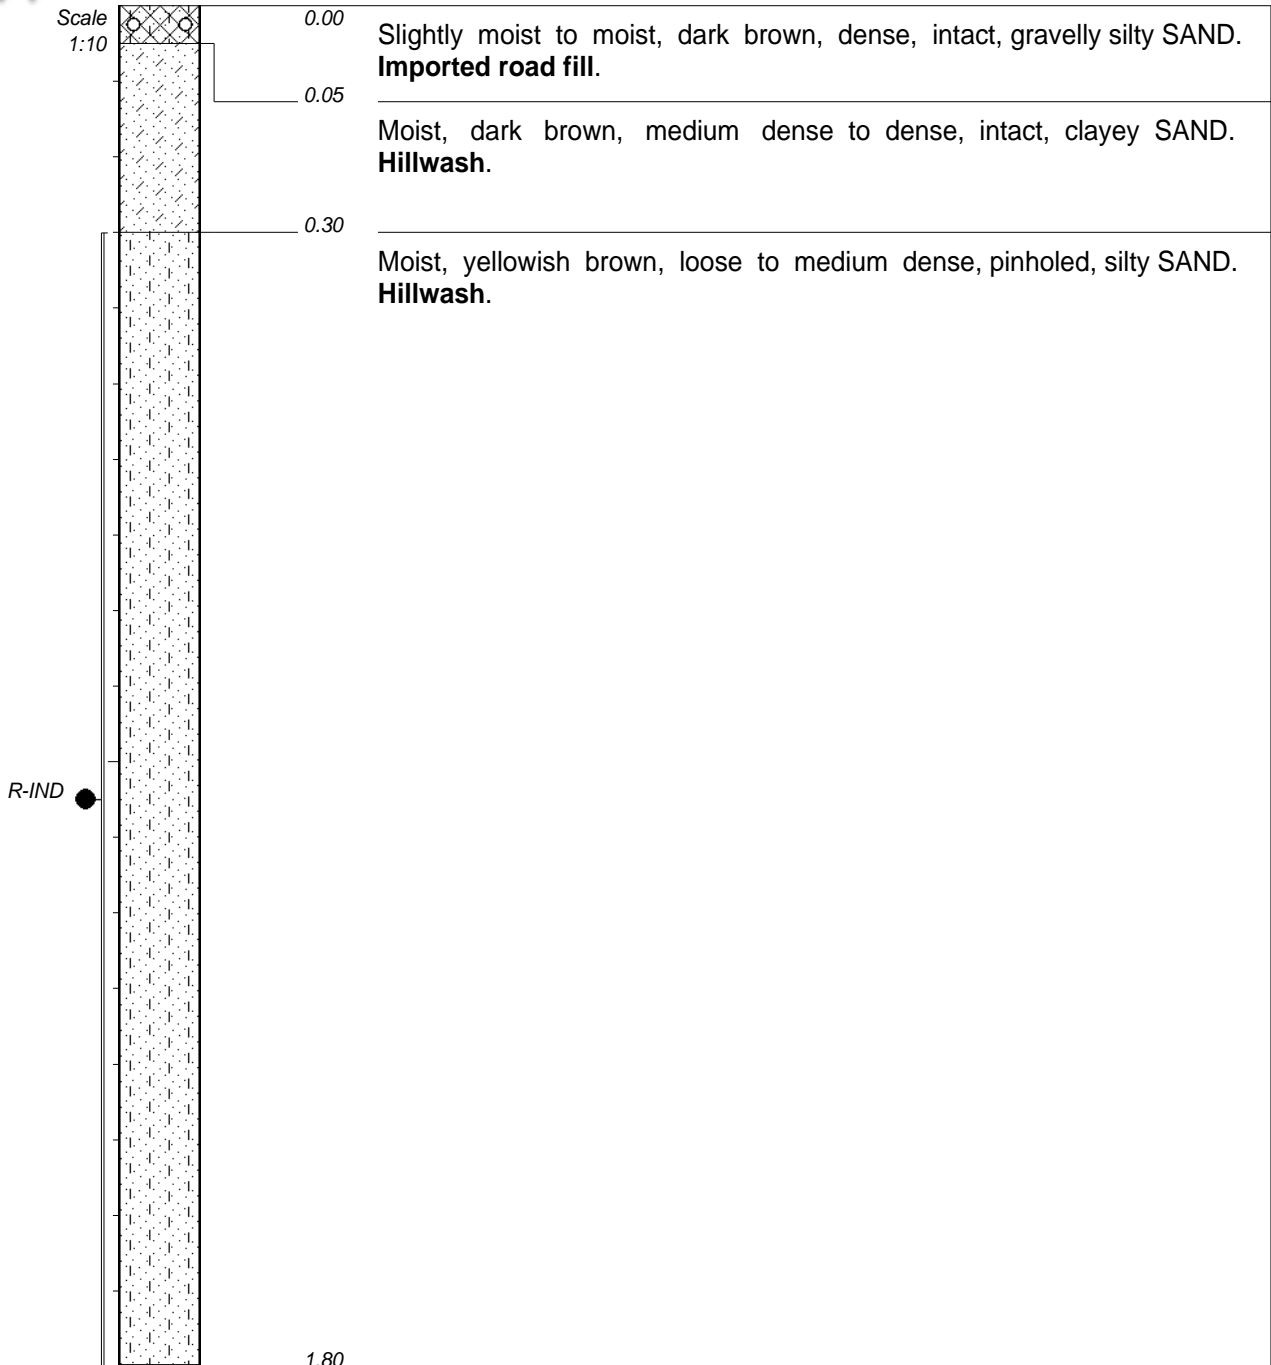 Scale
1:10
0.00
Slightly moist to moist, dark brown, dense, intact, gravelly silty SAND.
Imported road fill.
0.05
Moist, dark brown, medium dense to dense, intact, clayey SAND.
Hillwash.
0.30
Moist, yellowish brown, loose to medium dense, pinholed, silty SAND.
Hillwash.
R-IND
1.80